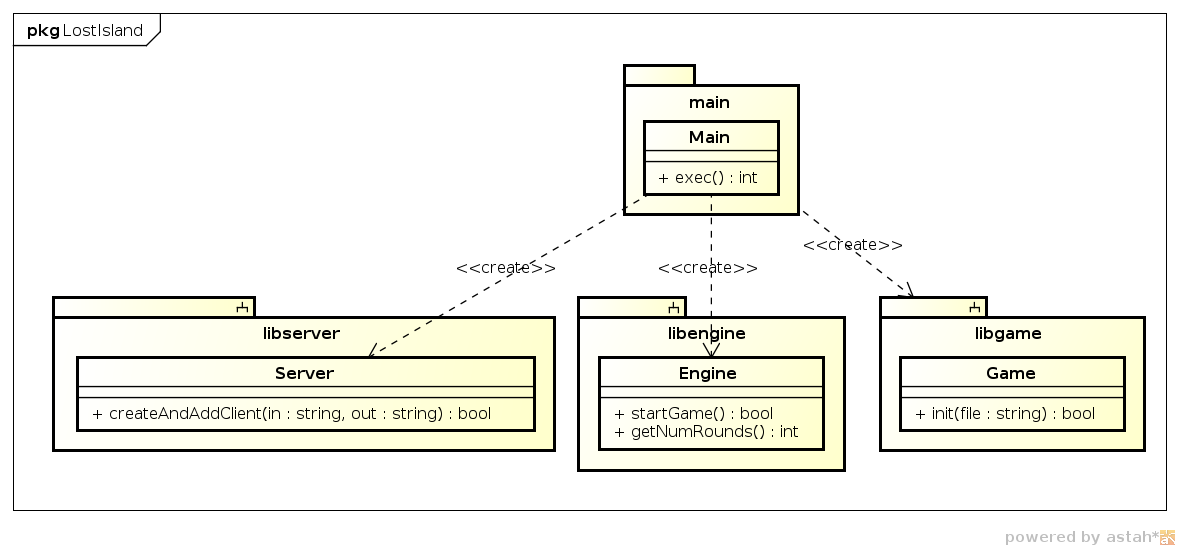 pkg LostIsland
main
Main
+ exec() : int
<<create>>
<<create>>
<<create>>
libserver
Server
+ createAndAddClient(in : string, out : string) : bool
libengine
Engine
+ startGame() : bool
+ getNumRounds() : int
libgame
Game
+ init(file : string) : bool
powered by astah*